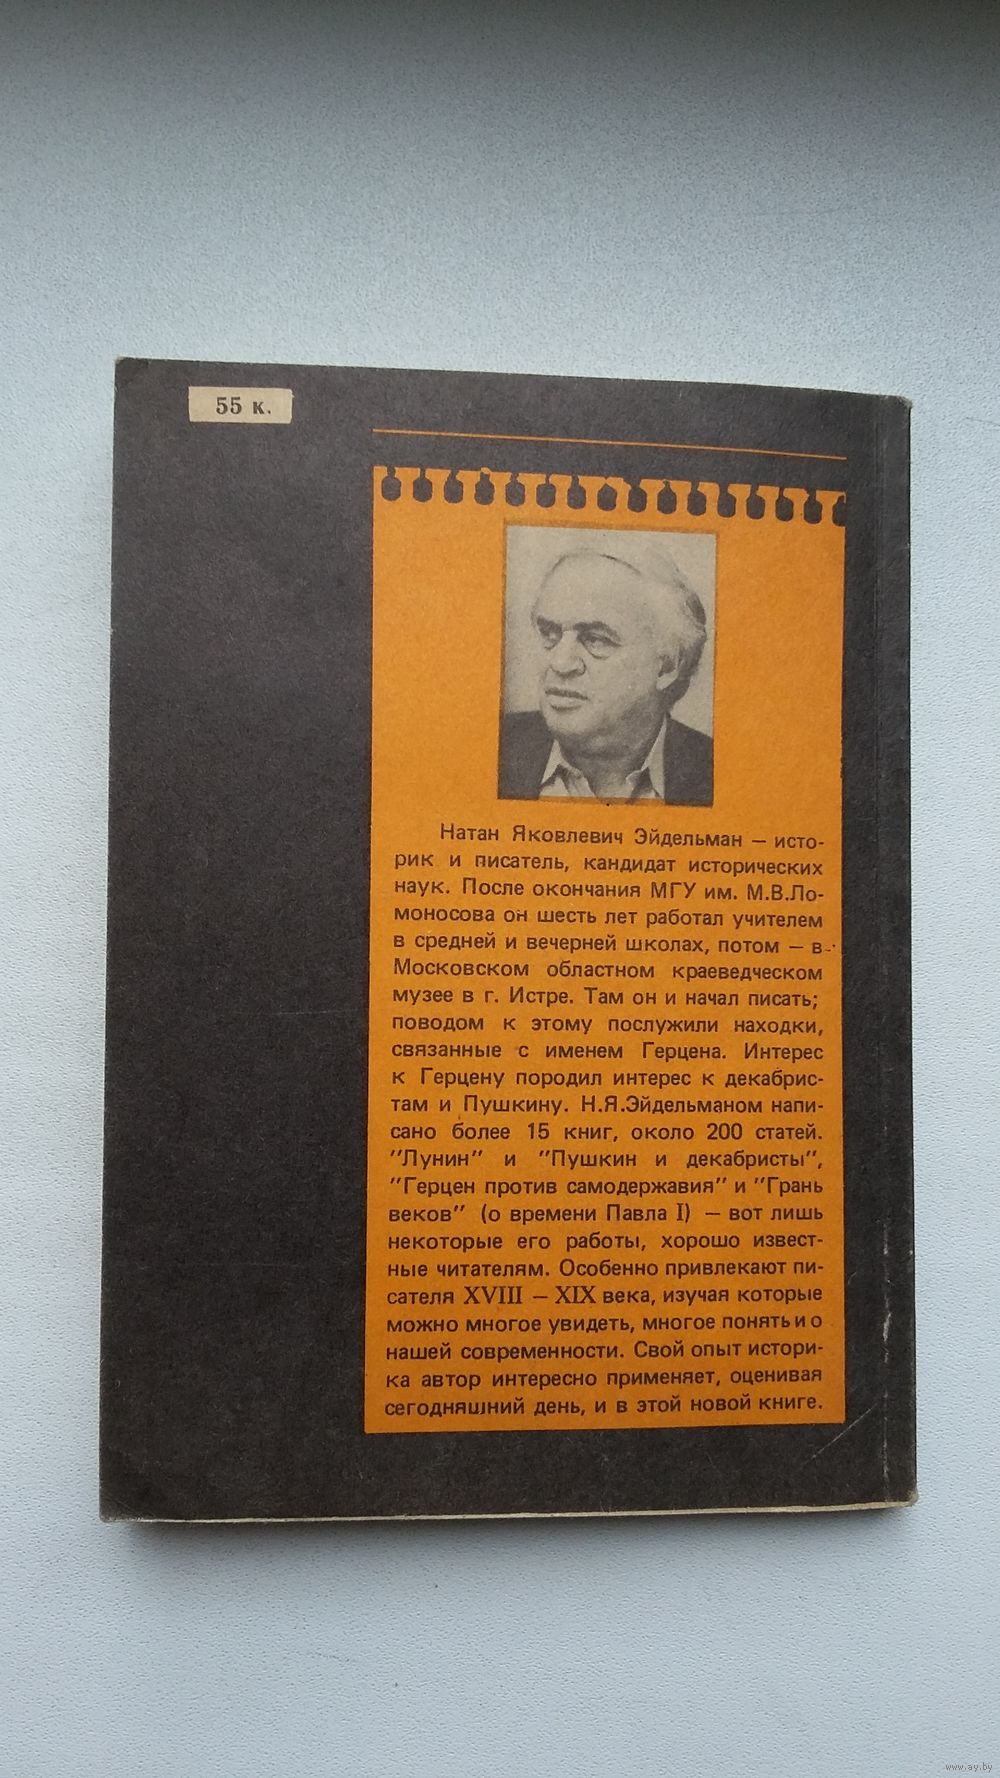 55 к.
Натан Яковлевич Эйдельман — исто-
рик и писатель, кандидат исторических
наук. После окончания МГУ им. М.В.Ло-
моносова он шесть лет работал учителем
в средней и вечерней школах, потом — в
Московском областном краеведческом
музее в г. Истре. Там он и начал писать;
поводом к этому послужили находки,
связанные с именем Герцена. Интерес
к Герцену породил интерес к декабрис-
там и Пушкину. Н.Я.Эйдельманом напи-
сано более 15 книг, около 200 статей.
"Лунин" и "Пушкин и декабристы",
"Герцен против самодержавия" и "Грань
веков" (о времени Павла I) — вот лишь
некоторые его работы, хорошо извест-
ные читателям. Особенно привлекают пи-
сателя XVIII — XIX века, изучая которые
можно многое увидеть, многое понять и о
нашей современности. Свой опыт истори-
ка автор интересно применяет, оценивая
сегодняшний день, и в этой новой книге.
www.ay.by